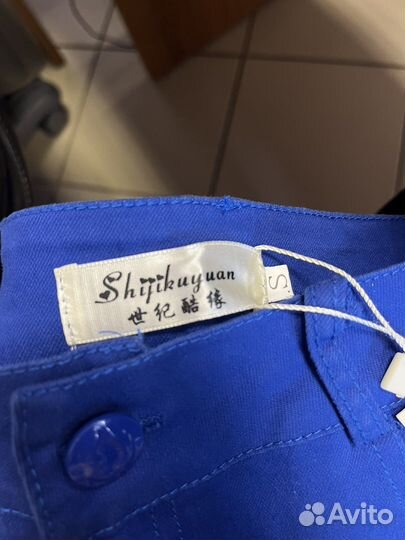 Shijikuyuan
世纪酷缘
S
Avito